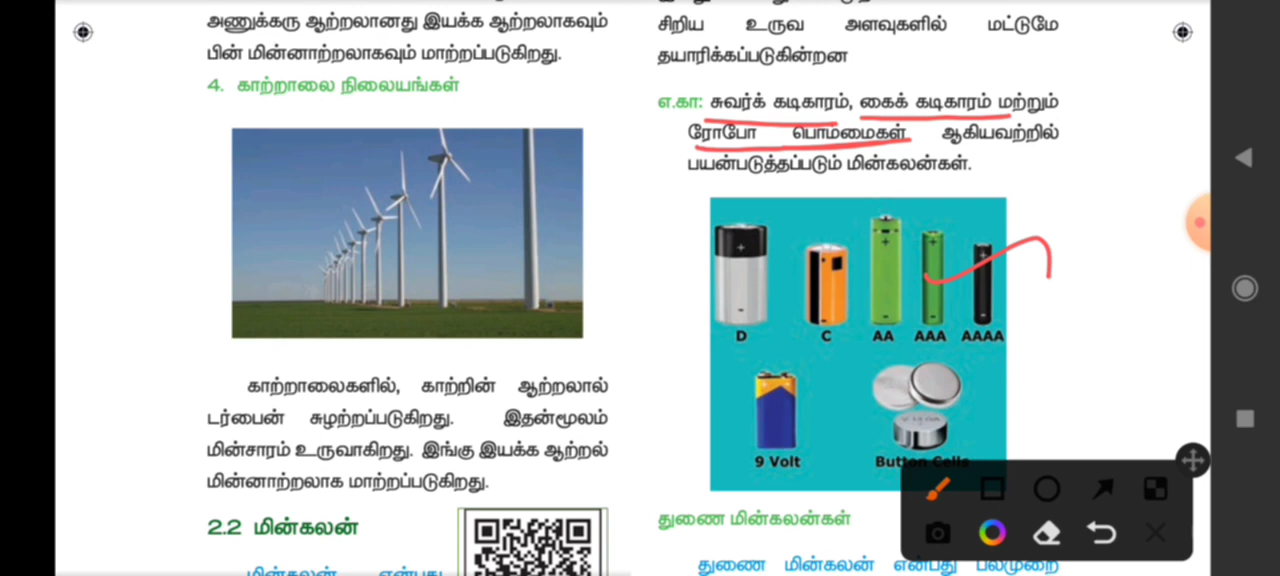 அணுக்கரு ஆற்றலானது இயக்க ஆற்றலாகவும்
பின் மின்னாற்றலாகவும் மாற்றப்படுகிறது.
4. காற்றாலை நிலையங்கள்
காற்றாலைகளில், காற்றின் ஆற்றலால்
டர்பைன் சுழற்றப்படுகிறது. இதன்மூலம்
மின்சாரம் உருவாகிறது. இங்கு இயக்க ஆற்றல்
மின்னாற்றலாக மாற்றப்படுகிறது.
2.2 மின்கலன்
மின்கலன் என்பது
சிறிய உருவ அளவுகளில் மட்டுமே
தயாரிக்கப்படுகின்றன
எ.கா: சுவர்க் கடிகாரம், கைக் கடிகாரம் மற்றும்
ரோபோ பொம்மைகள் ஆகியவற்றில்
பயன்படுத்தப்படும் மின்கலன்கள்.
D C AA AAA AAAA
9 Volt Button Cells
துணை மின்கலன்கள்
துணை மின்கலன் என்பது பலமுறை